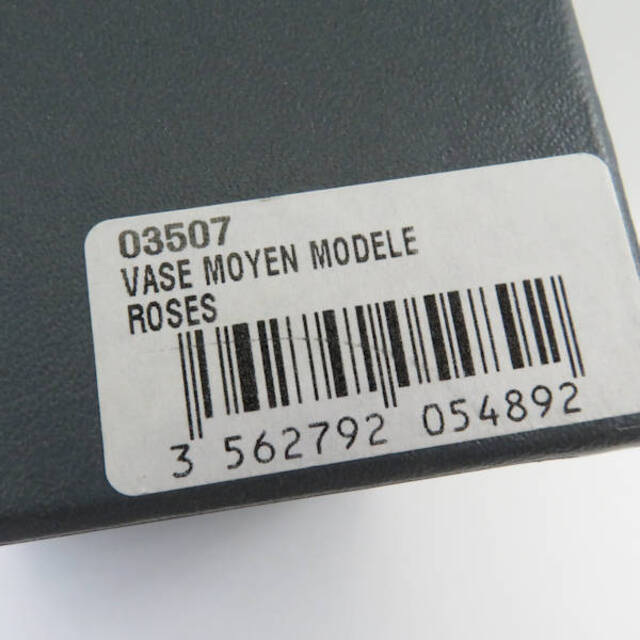 03507
VASE MOYEN MODELE
ROSES
3 562792 054892